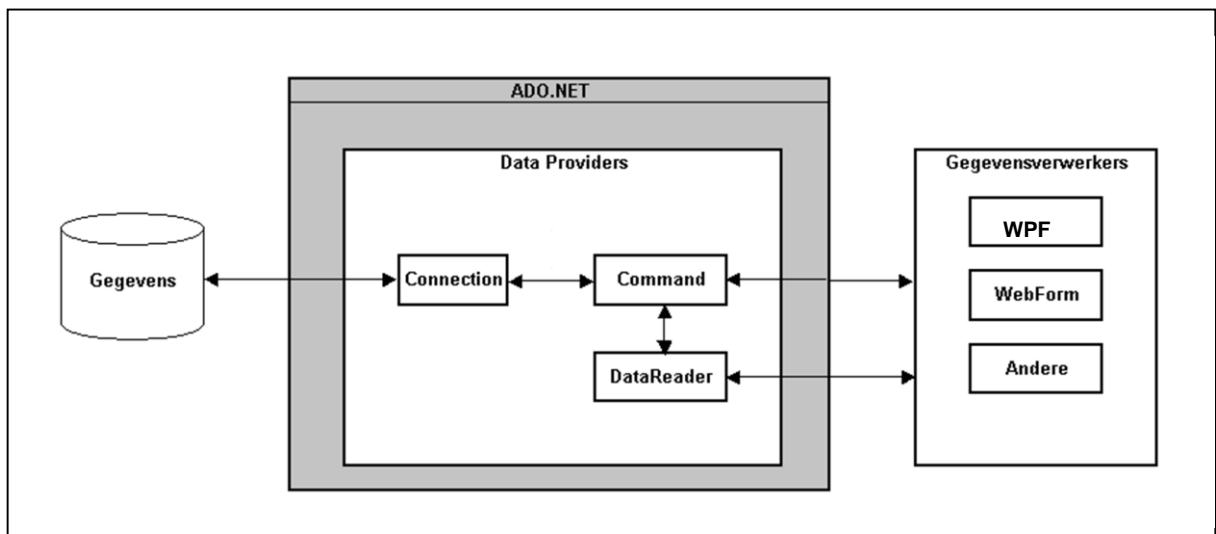 ADO.NET
Data Providers
Gegevensverwerkers
WPF
Gegevens
Connection
Command
WebForm
DataReader
Andere